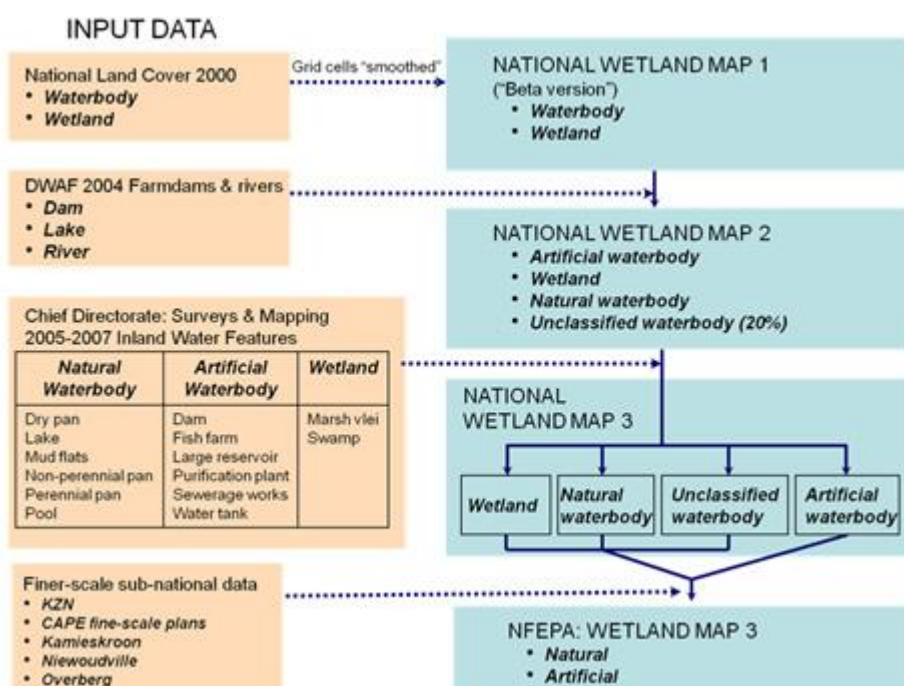 INPUT DATA
National Land Cover 2000
• Waterbody
• Wetland
Grid cells "smoothed"
NATIONAL WETLAND MAP 1
("Beta version")
• Waterbody
• Wetland
DWAF 2004 Farmdams & rivers
• Dam
• Lake
• River
NATIONAL WETLAND MAP 2
• Artificial waterbody
• Wetland
• Natural waterbody
• Unclassified waterbody (20%)
Chief Directorate: Surveys & Mapping
2005-2007 Inland Water Features
Natural
Waterbody
Dry pan
Lake
Mud flats
Non-perennial pan
Perennial pan
Pool
Artificial
Waterbody
Dam
Fish farm
Large reservoir
Purification plant
Sewerage works
Water tank
Wetland
Marsh vlei
Swamp
NATIONAL
WETLAND MAP 3
Wetland
Natural
waterbody
Unclassified
waterbody
Artificial
waterbody
Finer-scale sub-national data
• KZN
• CAPE fine-scale plans
• Kamieskroon
• Niewoudville
• Overberg
NFEPA: WETLAND MAP 3
• Natural
• Artificial